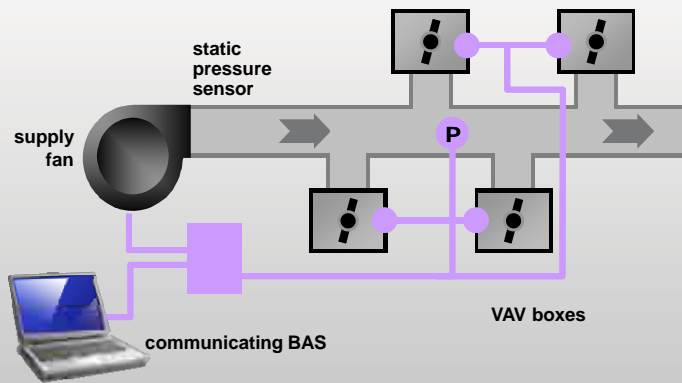 static
pressure
sensor
supply
fan
P
VAV boxes
communicating BAS